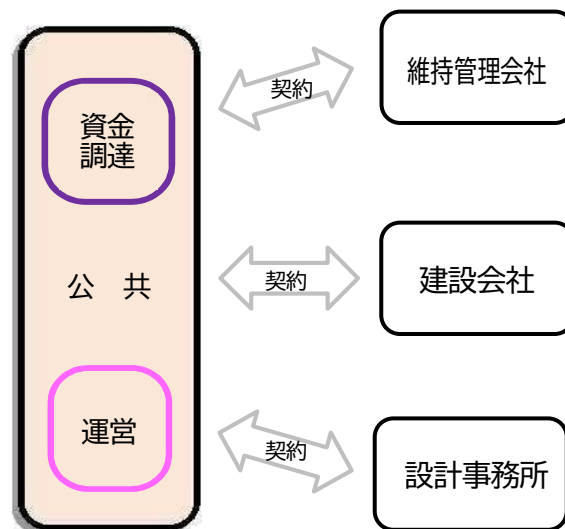 資金
調達
公　共
運営
契約
維持管理会社
契約
建設会社
契約
設計事務所